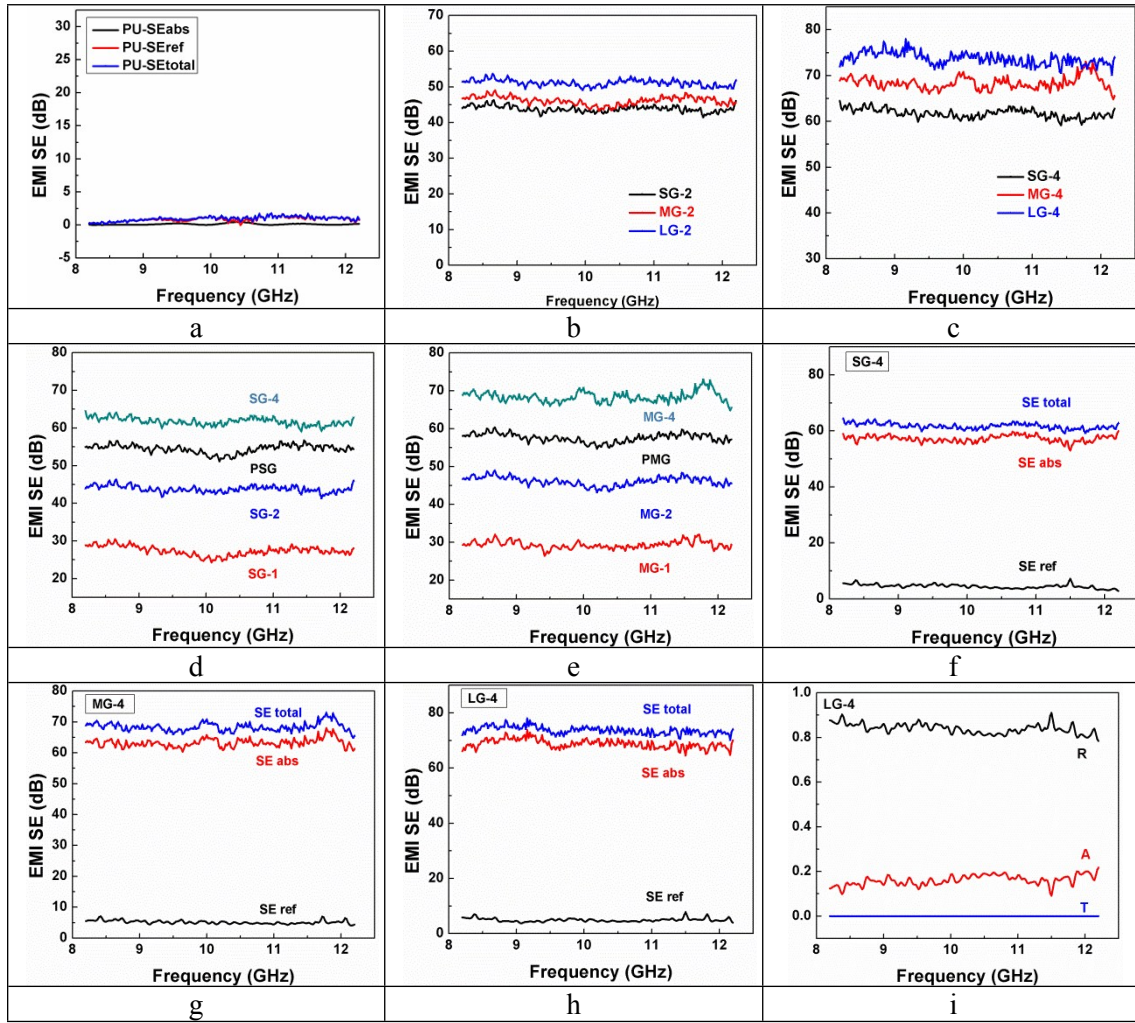 PU-SEabs
PU-SEref
PU-SEtotal
EMI SE (dB)
30
25
20
15
10
5
0
-5
8 9 10 11 12
Frequency (GHz)
a
EMI SE (dB)
70
60
50
40
30
20
10
0
SG-2
MG-2
LG-2
8 9 10 11 12
Frequency (GHz)
b
EMI SE (dB)
80
70
60
50
40
30
SG-4
MG-4
LG-4
8 9 10 11 12
Frequency (GHz)
c
EMI SE (dB)
80
70
60
50
40
30
20
SG-4
PSG
SG-2
SG-1
8 9 10 11 12
Frequency (GHz)
d
EMI SE (dB)
80
70
60
50
40
30
20
MG-4
PMG
MG-2
MG-1
8 9 10 11 12
Frequency (GHz)
e
SG-4
EMI SE (dB)
80
60
40
20
0
SE total
SE abs
SE ref
8 9 10 11 12
Frequency (GHz)
f
MG-4
EMI SE (dB)
80
70
60
50
40
30
20
10
0
SE total
SE abs
SE ref
8 9 10 11 12
Frequency (GHz)
g
LG-4
EMI SE (dB)
80
60
40
20
0
SE total
SE abs
SE ref
8 9 10 11 12
Frequency (GHz)
h
LG-4
EMI SE (dB)
1.0
0.8
0.6
0.4
0.2
0.0
R
A
T
8 9 10 11 12
Frequency (GHz)
i